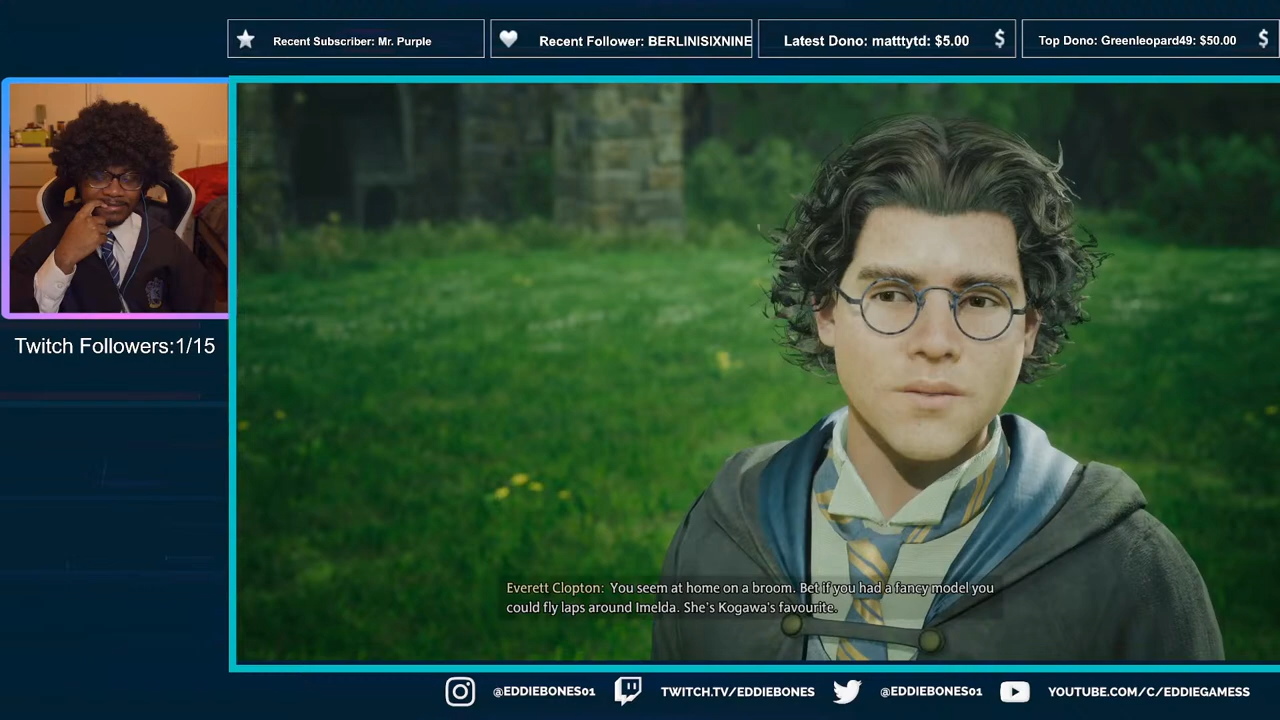 Recent Subscriber: Mr. Purple
Recent Follower: BERLINISIXNINE
Latest Dono: matttytd: $5.00
$
Top Dono: Greenleopard49: $50.00
$
Twitch Followers:1/15
Everett Clopton: You seem at home on a broom. Bet if you had a fancy model you
could fly laps around Imelda. She's Kogawa's favourite.
@EDDIEBONES01
TWITCH.TV/EDDIEBONES
@EDDIEBONES01
YOUTUBE.COM/C/EDDIEGAMESS